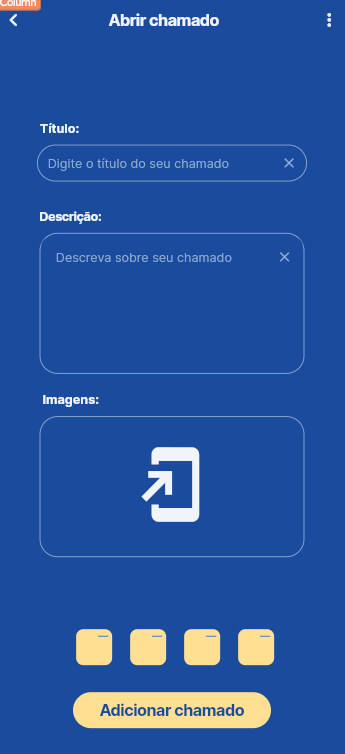 Column
Abrir chamado
Título:
Digite o título do seu chamado
Descrição:
Descreva sobre seu chamado
Imagens:
Adicionar chamado